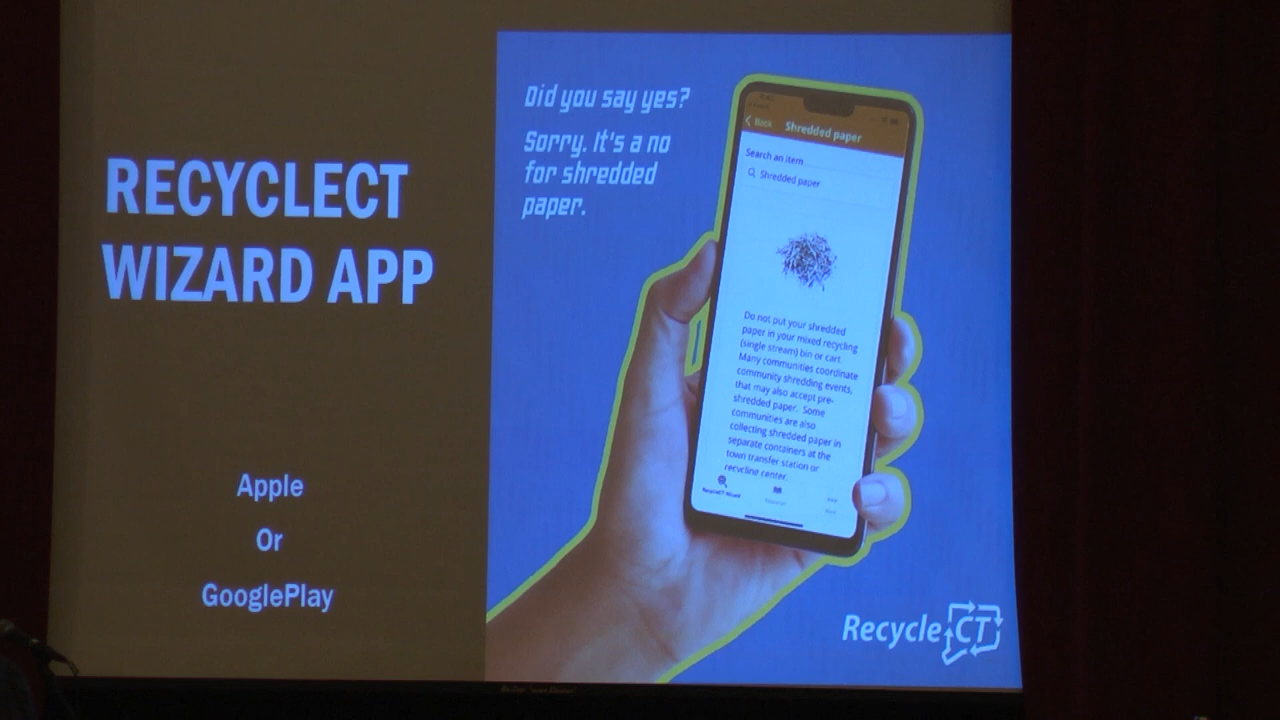 RECYCLECT
WIZARD APP
Apple
Or
GooglePlay
Did you say yes?
Sorry. It's a no
for shredded
paper.
Back
Shredded paper
Search an item
Shredded paper
Do not put your shredded
paper in your mixed recycling
(single stream) bin or cart.
Many communities coordinate
community shredding events,
that may also accept pre-
shredded paper. Some
communities are also
collecting shredded paper in
separate containers at the
town transfer station or
recycling center.
RecycleCT Wizard
RecycleCT